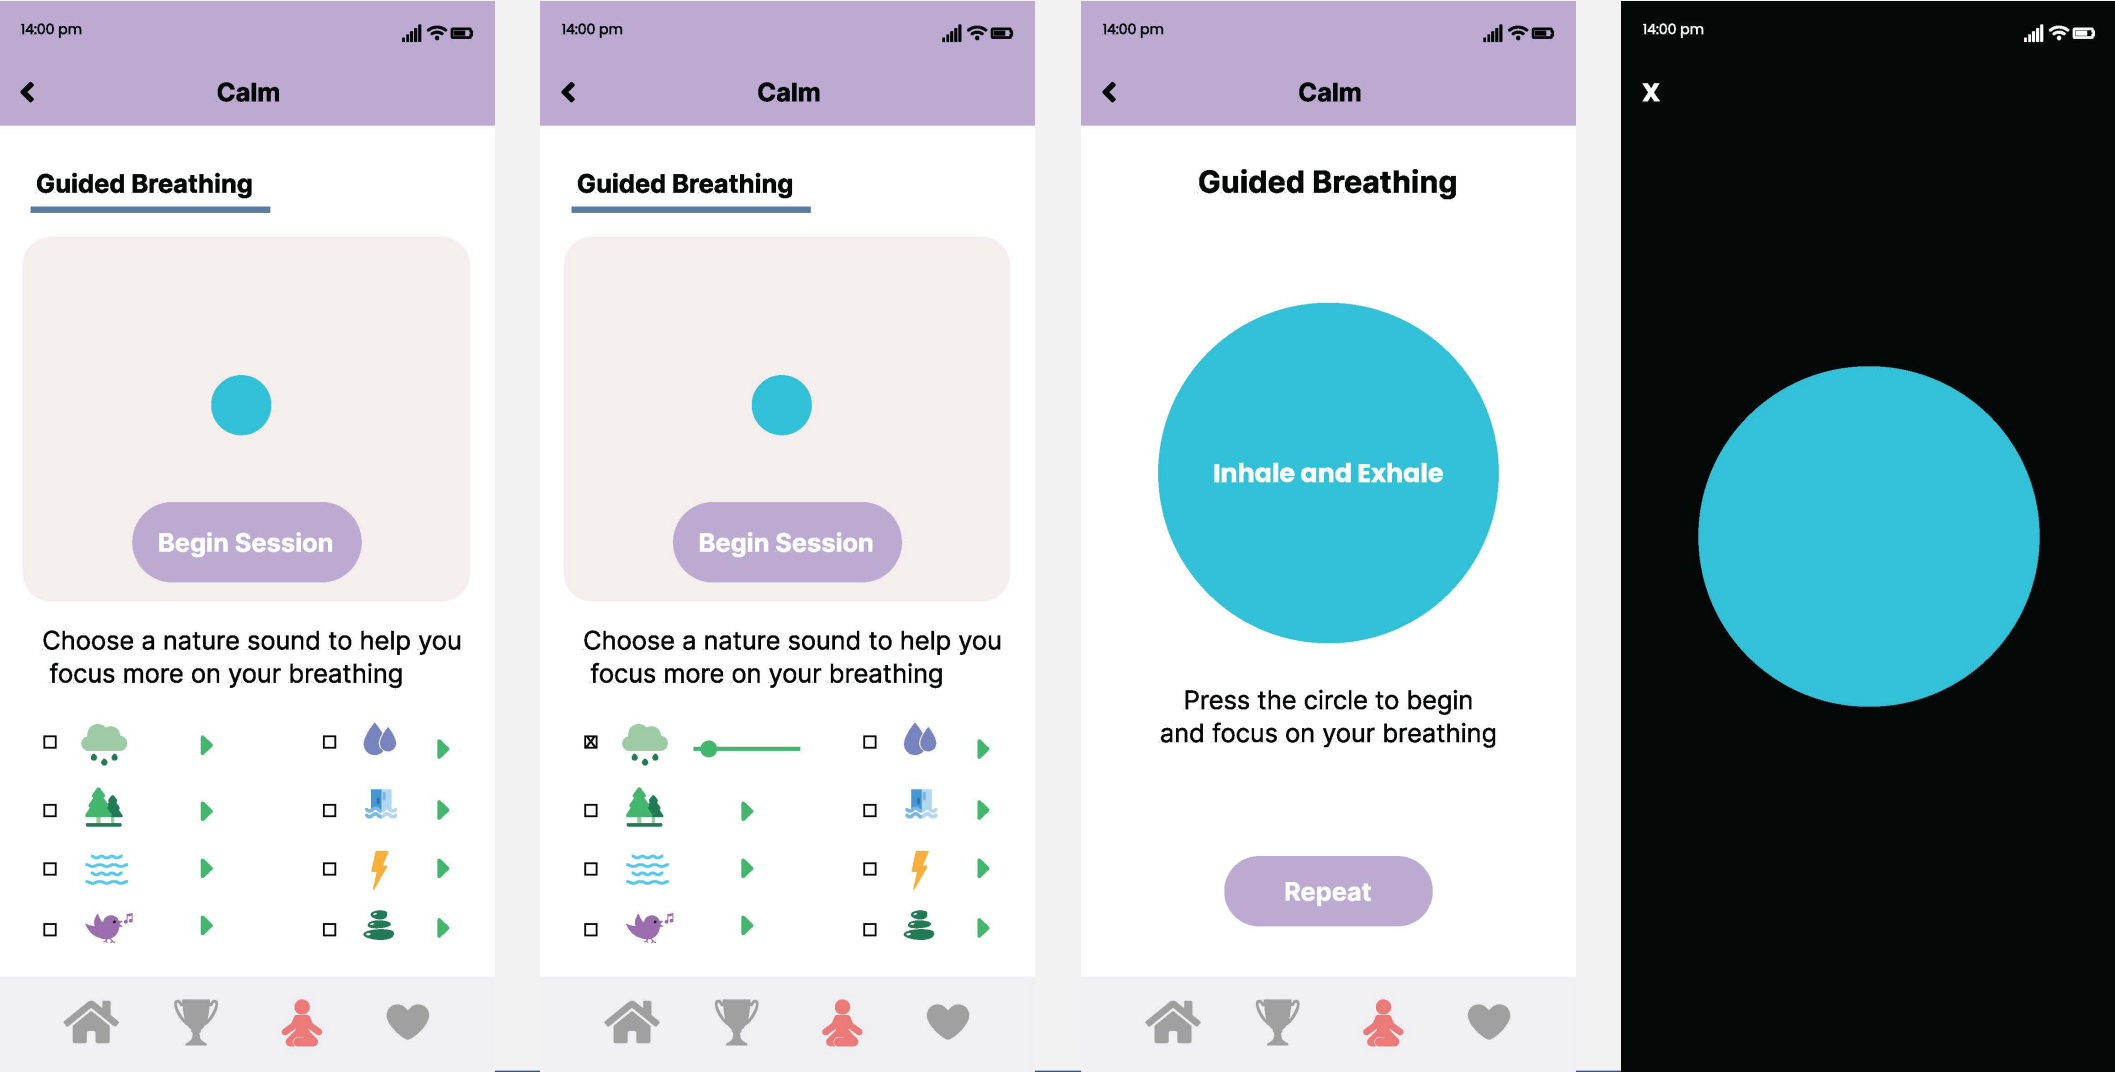 14:00 pm
Calm
Guided Breathing
Begin Session
Choose a nature sound to help you
focus more on your breathing
14:00 pm
Calm
Guided Breathing
Begin Session
Choose a nature sound to help you
focus more on your breathing
14:00 pm
Calm
Guided Breathing
Inhale and Exhale
Press the circle to begin
and focus on your breathing
Repeat
14:00 pm
X